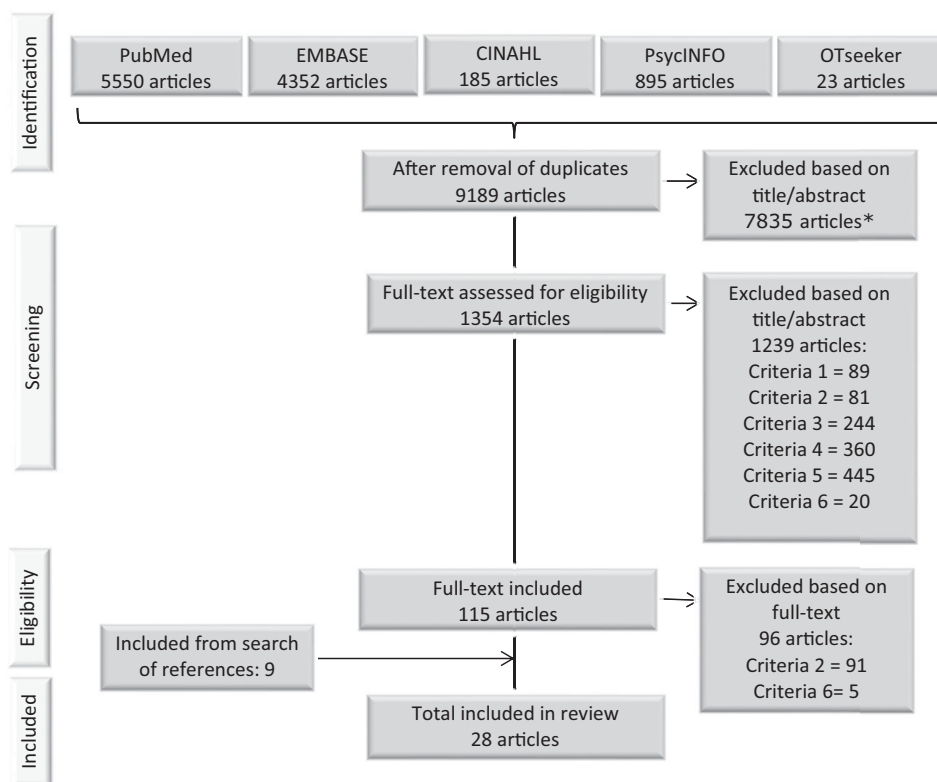 Identification
PubMed
5550 articles
EMBASE
4352 articles
CINAHL
185 articles
PsycINFO
895 articles
OTseeker
23 articles
After removal of duplicates
9189 articles
Excluded based on
title/abstract
7835 articles*
Screening
Full-text assessed for eligibility
1354 articles
Excluded based on
title/abstract
1239 articles:
Criteria 1 = 89
Criteria 2 = 81
Criteria 3 = 244
Criteria 4 = 360
Criteria 5 = 445
Criteria 6 = 20
Eligibility
Full-text included
115 articles
Excluded based on
full-text
96 articles:
Criteria 2 = 91
Criteria 6= 5
Included from search
of references: 9
Included
Total included in review
28 articles